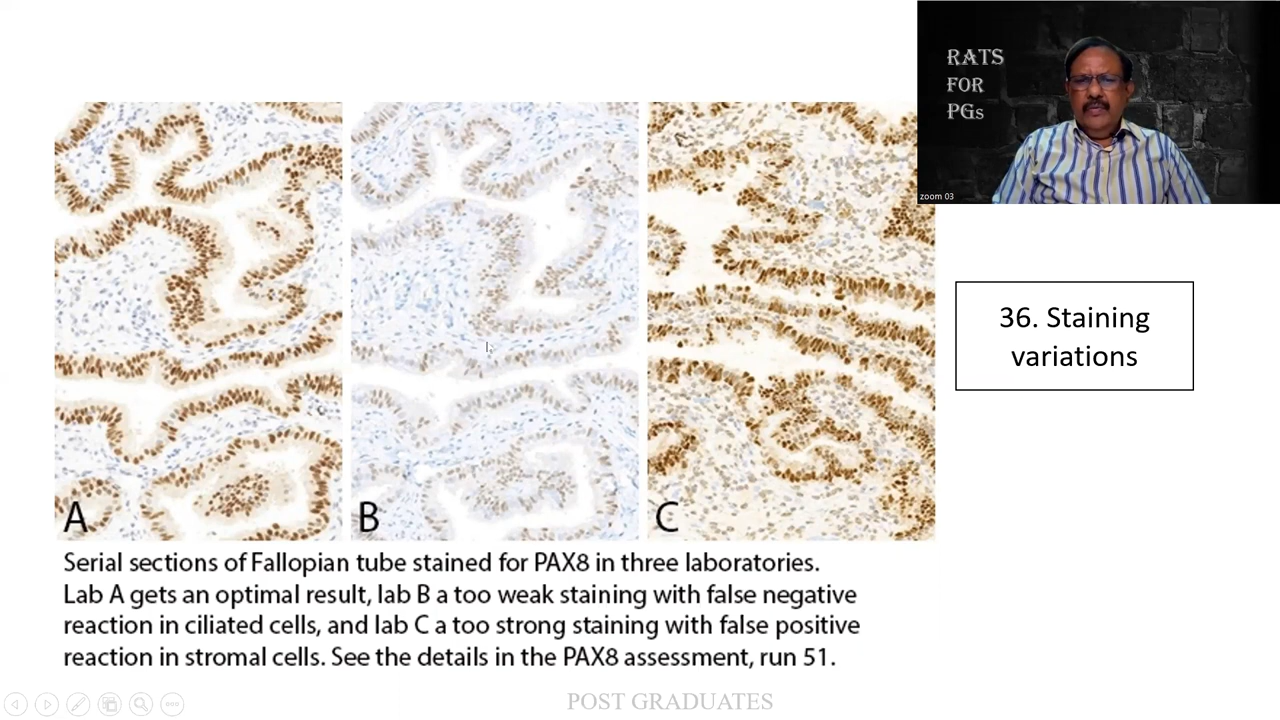 RATS
FOR
PGs
zoom 03
36. Staining
variations
A
B
C
Serial sections of Fallopian tube stained for PAX8 in three laboratories.
Lab A gets an optimal result, lab B a too weak staining with false negative
reaction in ciliated cells, and lab C a too strong staining with false positive
reaction in stromal cells. See the details in the PAX8 assessment, run 51.
POST GRADUATES